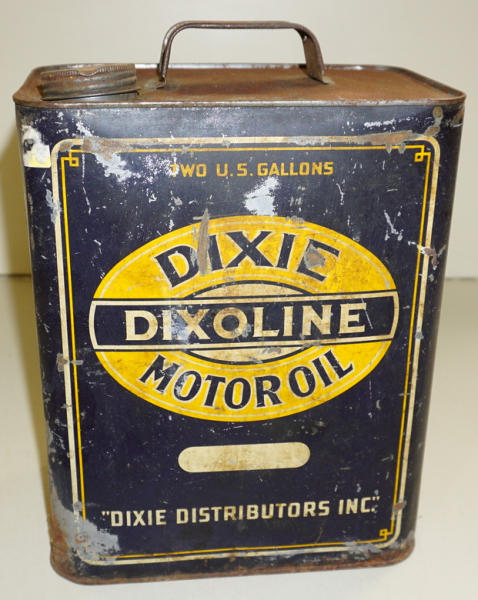 TWO U.S. GALLONS
DIXIE
DIXOLINE
MOTOR OIL
"DIXIE DISTRIBUTORS INC."